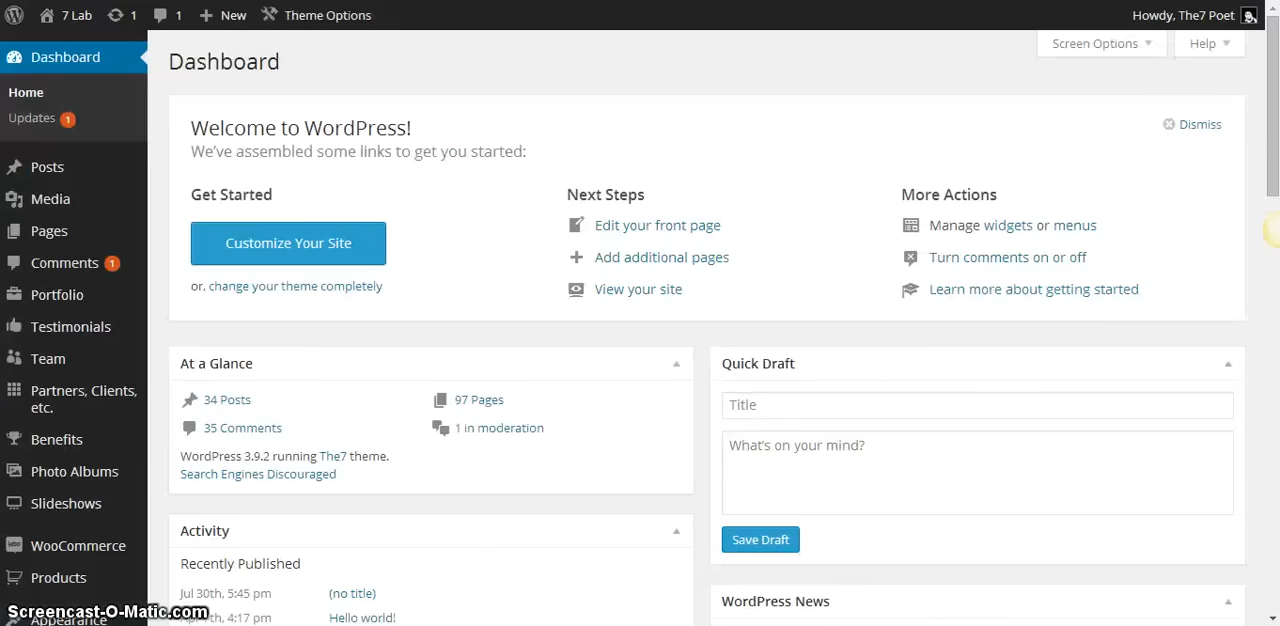 7 Lab 1 1 New Theme Options Howdy, The7 Poet
Dashboard
Home
Updates 1
Posts
Media
Pages
Comments 1
Portfolio
Testimonials
Team
Partners, Clients,
etc.
Benefits
Photo Albums
Slideshows
WooCommerce
Products
Appearance
Screen Options Help
Dashboard
Welcome to WordPress!
We've assembled some links to get you started:
Dismiss
Get Started
Customize Your Site
or, change your theme completely
Next Steps
Edit your front page
Add additional pages
View your site
More Actions
Manage widgets or menus
Turn comments on or off
Learn more about getting started
At a Glance
34 Posts 97 Pages
35 Comments 1 in moderation
WordPress 3.9.2 running The7 theme.
Search Engines Discouraged
Activity
Recently Published
Jul 30th, 5:45 pm (no title)
4:17 pm Hello world!
Quick Draft
Title
What's on your mind?
Save Draft
WordPress News
Screencast-O-Matic.com